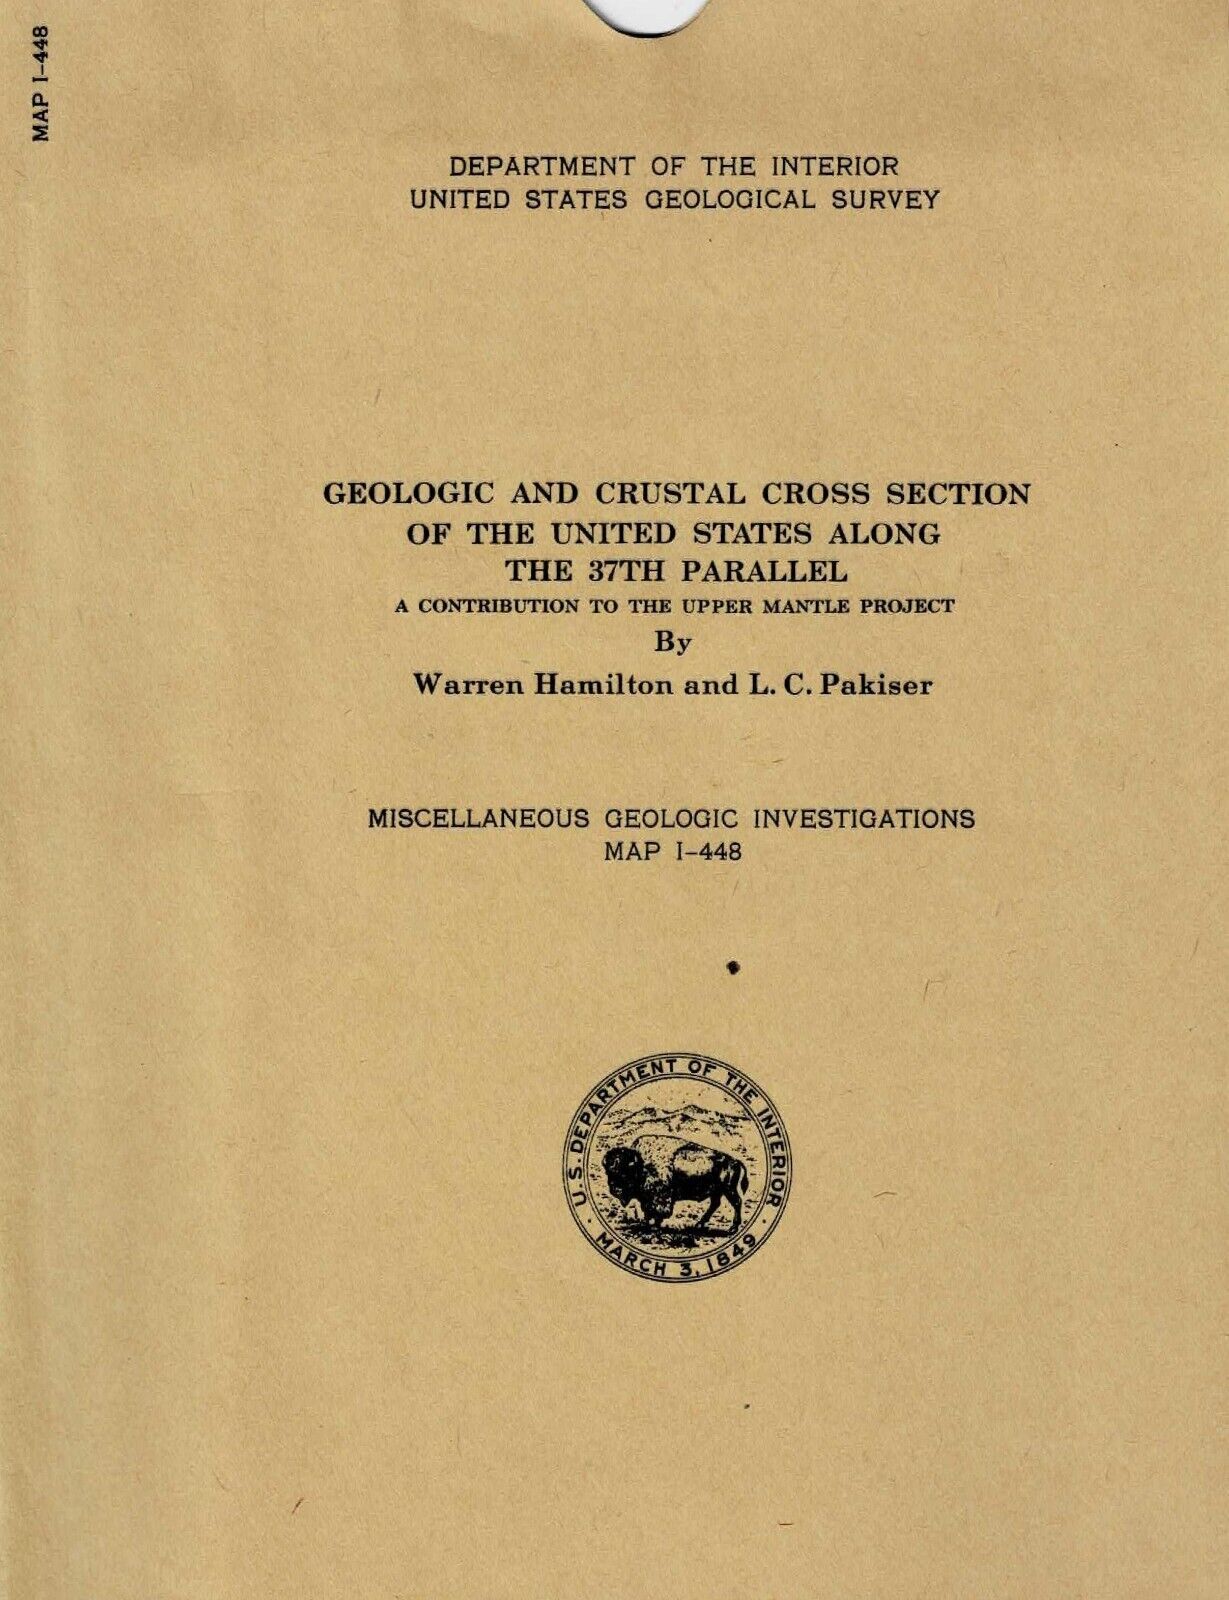 MAP I-448
DEPARTMENT OF THE INTERIOR
UNITED STATES GEOLOGICAL SURVEY
GEOLOGIC AND CRUSTAL CROSS SECTION
OF THE UNITED STATES ALONG
THE 37TH PARALLEL
A CONTRIBUTION TO THE UPPER MANTLE PROJECT
By
Warren Hamilton and L. C. Pakiser
MISCELLANEOUS GEOLOGIC INVESTIGATIONS
MAP I-448
U.S. DEPARTMENT OF THE INTERIOR
MARCH 3, 1849